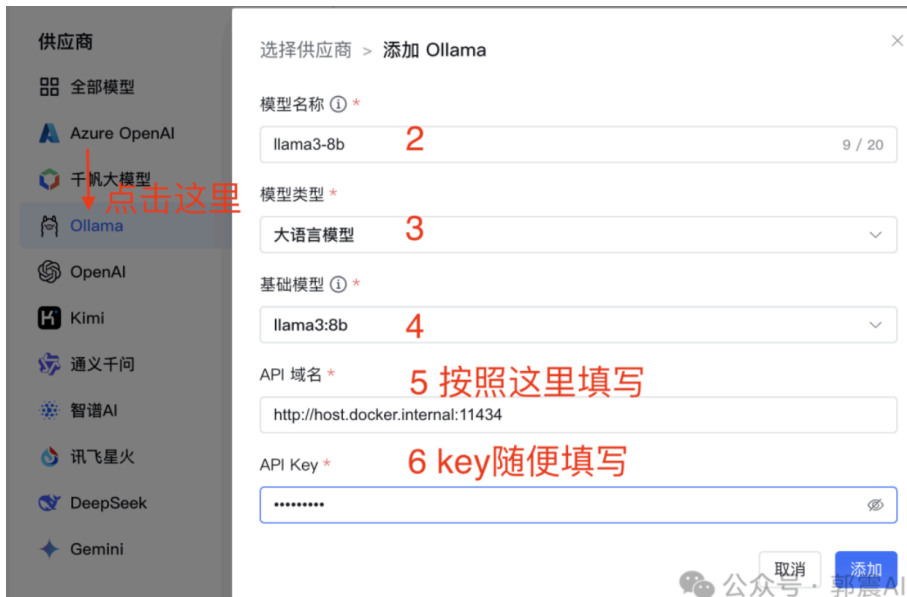 供应商
全部模型
Azure OpenAI
千帆大模型
点击这里
Ollama
OpenAI
Kimi
通义千问
智谱AI
讯飞星火
DeepSeek
Gemini
选择供应商 > 添加 Ollama
模型名称 *
llama3-8b 2 9 / 20
模型类型 *
大语言模型 3
基础模型 *
llama3:8b 4
API 域名 * 5 按照这里填写
http://host.docker.internal:11434
API Key * 6 key随便填写
•••••••••
取消 添加
公众号 · 郭震AI